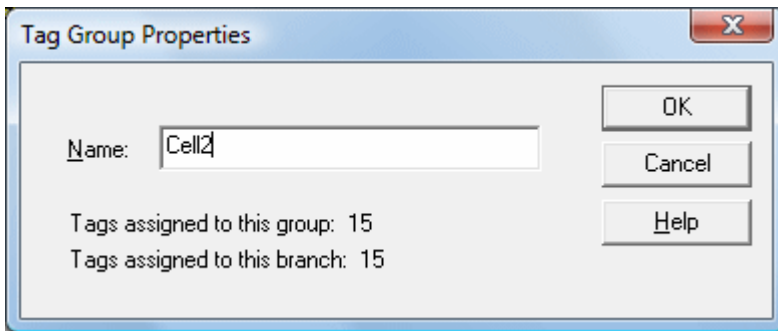 Tag Group Properties
OK
Name: Cell2
Cancel
Tags assigned to this group: 15
Help
Tags assigned to this branch: 15